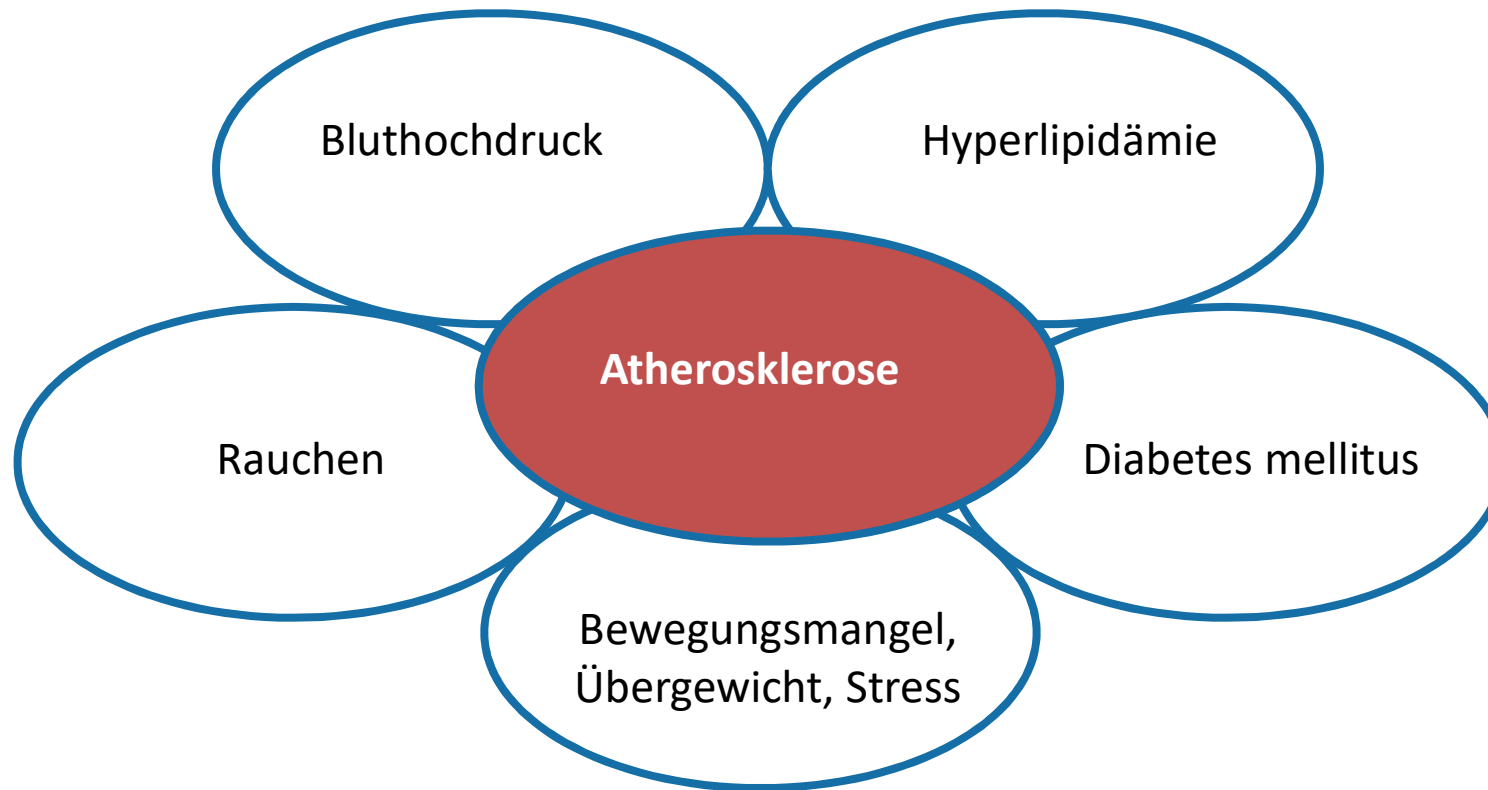 Bluthochdruck
Hyperlipidämie
Atherosklerose
Rauchen
Diabetes mellitus
Bewegungsmangel,
Übergewicht, Stress